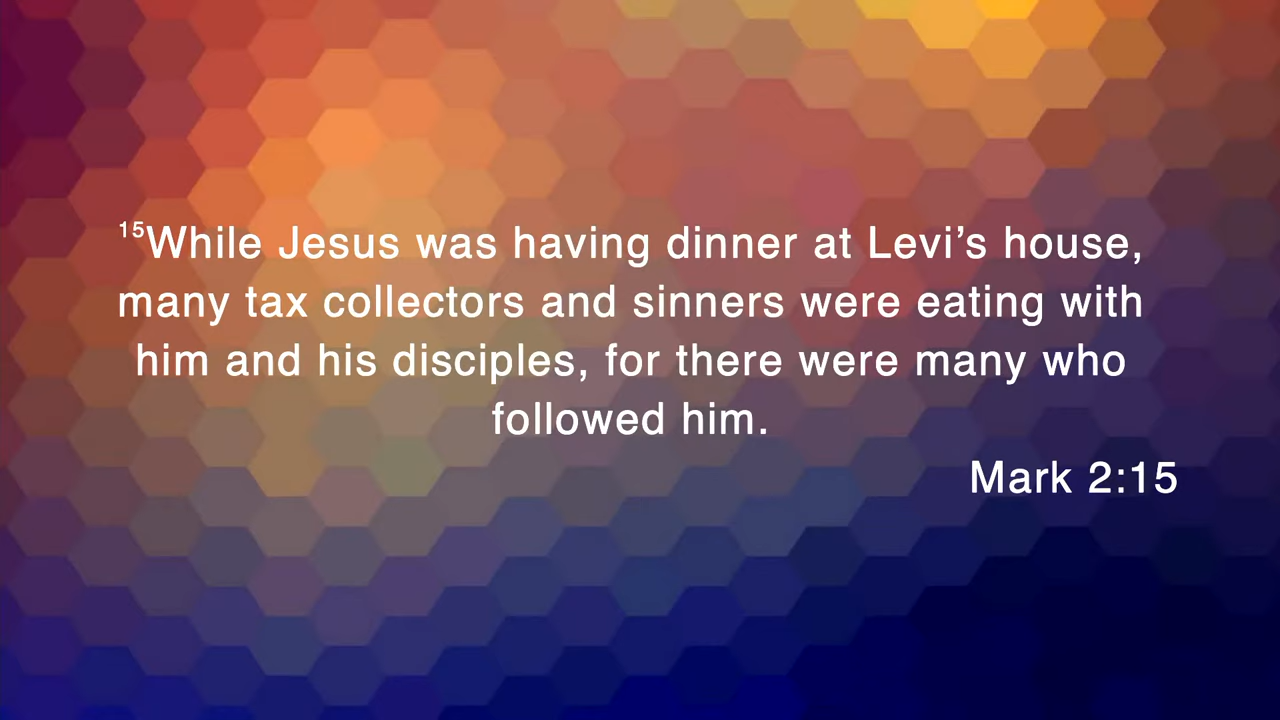 15While Jesus was having dinner at Levi’s house,
many tax collectors and sinners were eating with
him and his disciples, for there were many who
followed him.
Mark 2:15